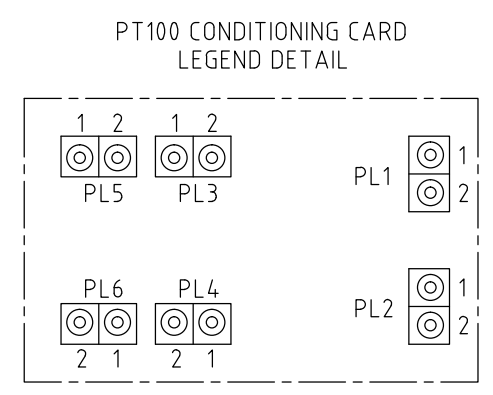 PT100 CONDITIONING CARD
LEGEND DETAIL
1 2 1 2
PL5 PL3
PL1 1
2
PL6 PL4
2 1 2 1
PL2 1
2